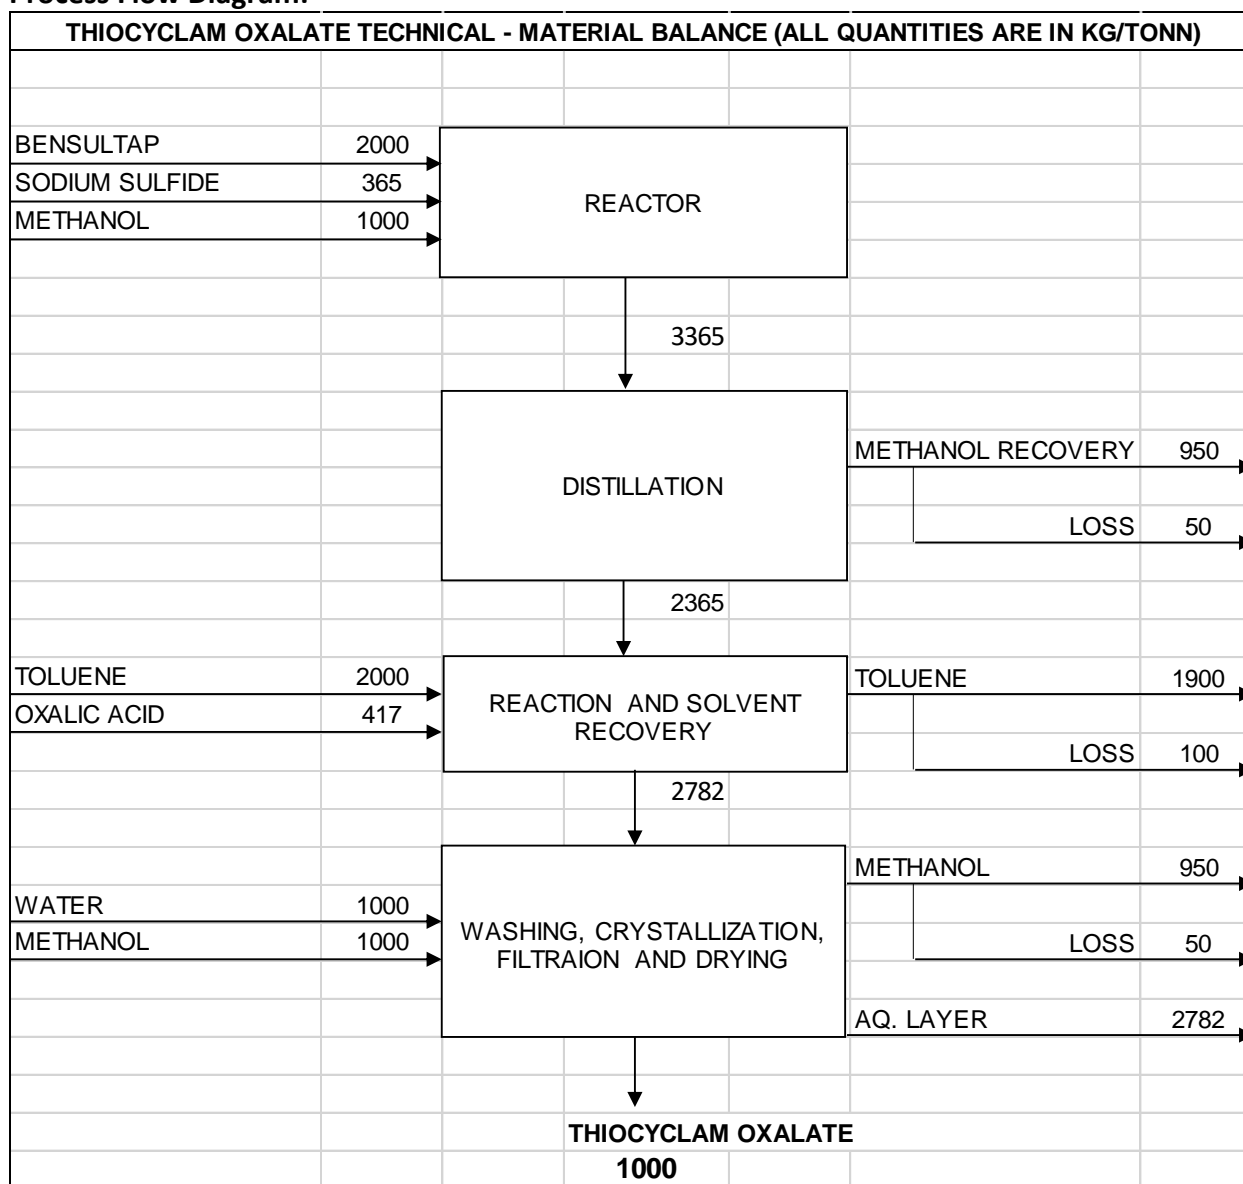 Process Flow Diagram:
THIOCYCLAM OXALATE TECHNICAL - MATERIAL BALANCE (ALL QUANTITIES ARE IN KG/TONN)
BENSULTAP 2000
SODIUM SULFIDE 365
METHANOL 1000
REACTOR
3365
DISTILLATION
METHANOL RECOVERY 950
LOSS 50
2365
TOLUENE 2000
OXALIC ACID 417
REACTION AND SOLVENT
RECOVERY
TOLUENE 1900
LOSS 100
2782
WATER 1000
METHANOL 1000
WASHING, CRYSTALLIZATION,
FILTRAION AND DRYING
METHANOL 950
LOSS 50
AQ. LAYER 2782
THIOCYCLAM OXALATE
1000